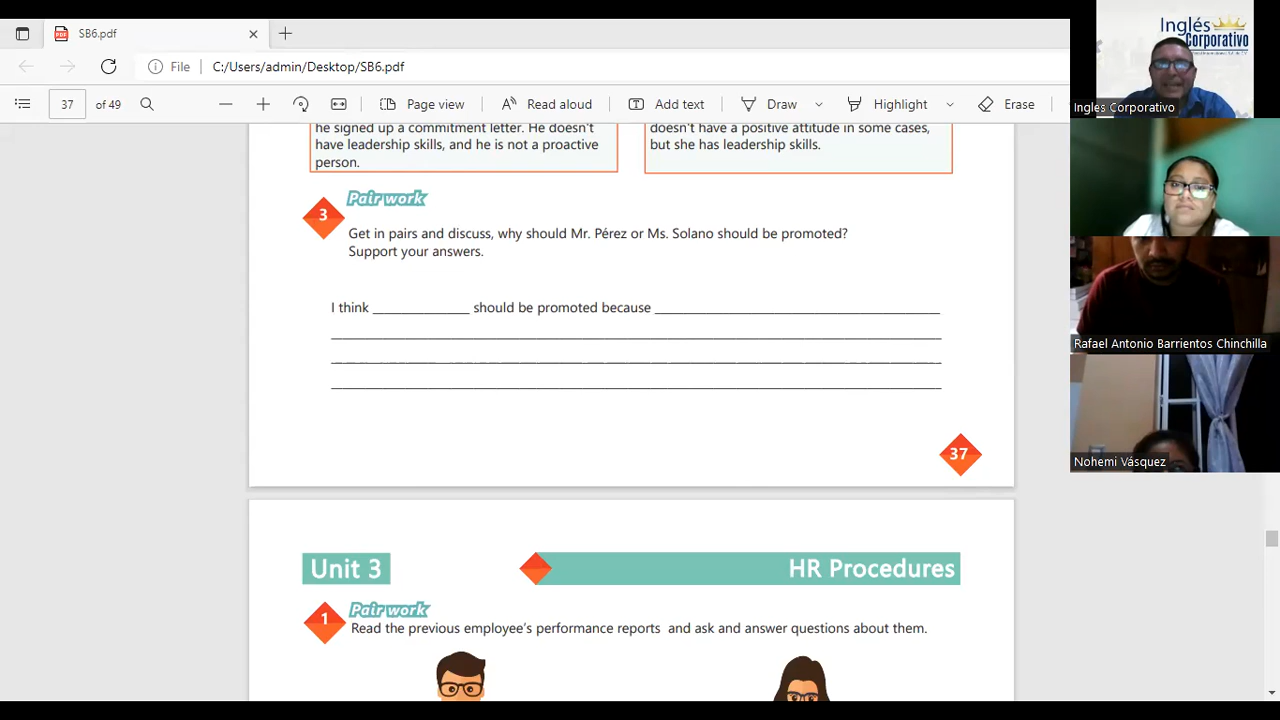 SB6.pdf
File
C:/Users/admin/Desktop/SB6.pdf
37
of 49
Page view
Read aloud
Add text
Draw
Highlight
Erase
he signed up a commitment letter. He doesn't
have leadership skills, and he is not a proactive
person.
doesn't have a positive attitude in some cases,
but she has leadership skills.
3
Pair work
Get in pairs and discuss, why should Mr. Pérez or Ms. Solano should be promoted?
Support your answers.
I think ______________ should be promoted because ______________
37
Unit 3
HR Procedures
1
Pair work
Read the previous employee's performance reports and ask and answer questions about them.
Inglés
Corporativo
Ingles Corporativo
Rafael Antonio Barrientos Chinchilla
Nohemi Vásquez